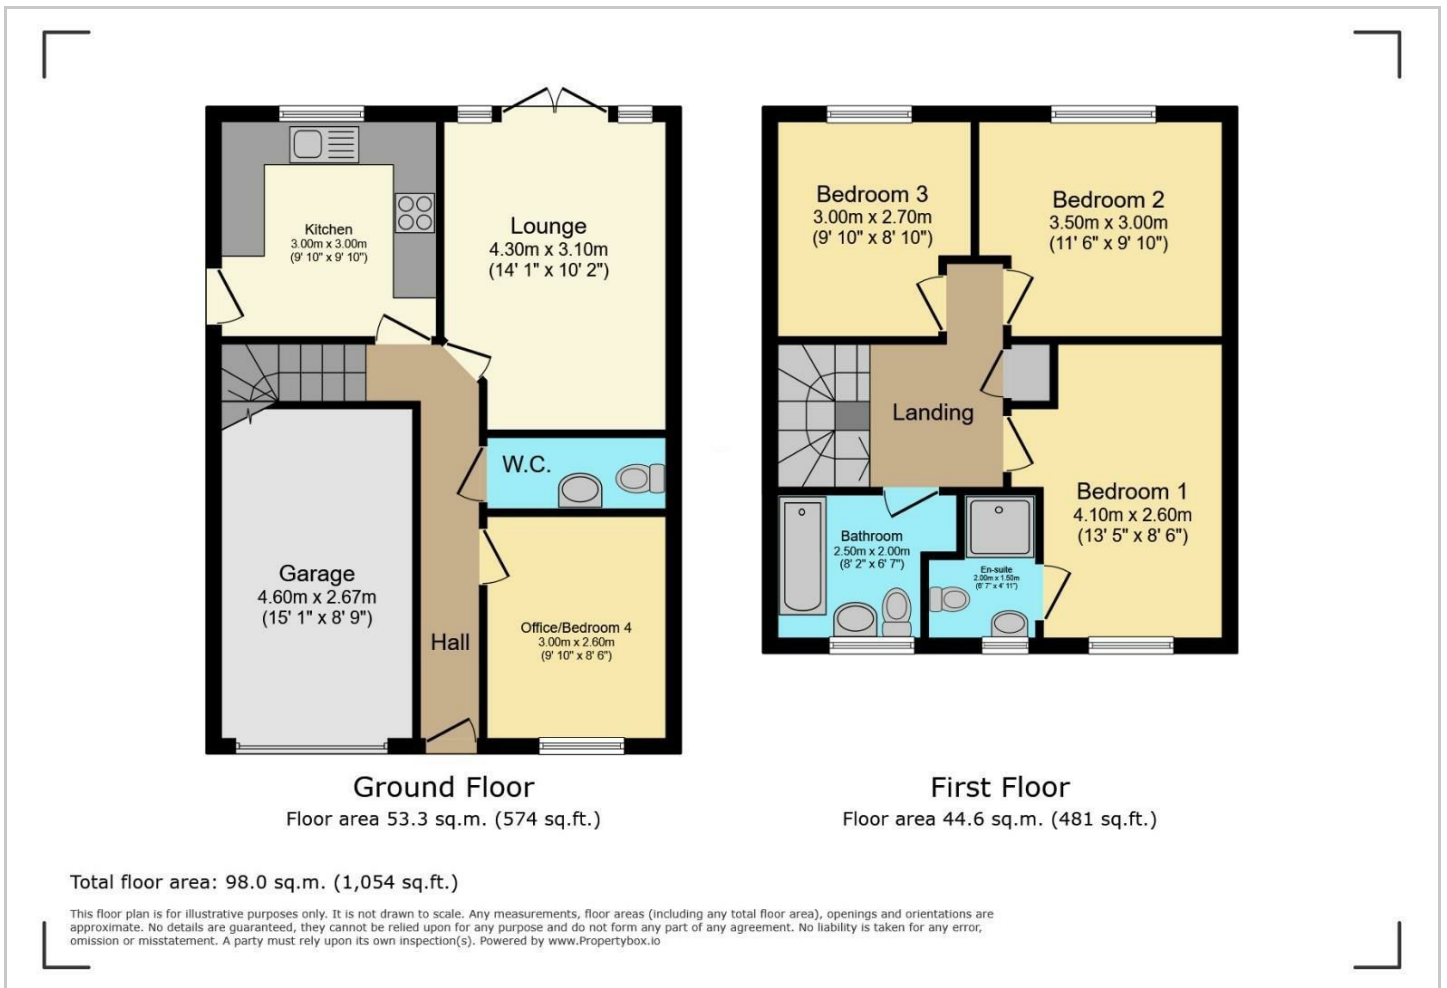 Kitchen
3.00m x 3.00m
(9' 10" x 9' 10")
Lounge
4.30m x 3.10m
(14' 1" x 10' 2")
W.C.
Garage
4.60m x 2.67m
(15' 1" x 8' 9")
Hall
Office/Bedroom 4
3.00m x 2.60m
(9' 10" x 8' 6")
Ground Floor
Floor area 53.3 sq.m. (574 sq.ft.)
Bedroom 3
3.00m x 2.70m
(9' 10" x 8' 10")
Bedroom 2
3.50m x 3.00m
(11' 6" x 9' 10")
Landing
Bedroom 1
4.10m x 2.60m
(13' 5" x 8' 6")
Bathroom
2.50m x 2.00m
(8' 2" x 6' 7")
En-suite
2.00m x 1.50m
(6' 7" x 4' 11")
First Floor
Floor area 44.6 sq.m. (481 sq.ft.)
Total floor area: 98.0 sq.m. (1,054 sq.ft.)
This floor plan is for illustrative purposes only. It is not drawn to scale. Any measurements, floor areas (including any total floor area), openings and orientations are
approximate. No details are guaranteed, they cannot be relied upon for any purpose and do not form any part of any agreement. No liability is taken for any error,
omission or misstatement. A party must rely upon its own inspection(s). Powered by www.Propertybox.io